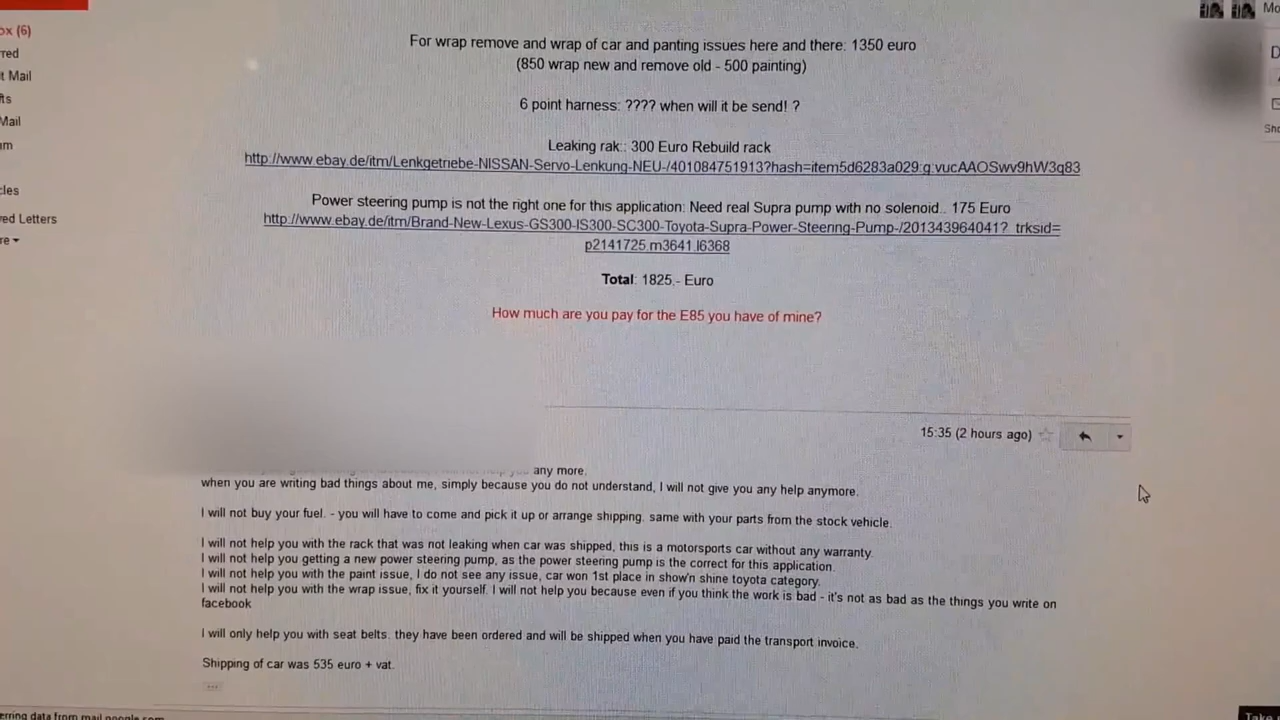 ox (6)
rred
t Mail
fts
Mail
am
cles
ed Letters
re
Mo
D
Sho
For wrap remove and wrap of car and panting issues here and there: 1350 euro
(850 wrap new and remove old - 500 painting)
6 point harness: ???? when will it be send! ?
Leaking rak:: 300 Euro Rebuild rack
http://www.ebay.de/itm/Lenkgetriebe-NISSAN-Servo-Lenkung-NEU-/401084751913?hash=item5d6283a029:g:vucAAOSwv9hW3q83
Power steering pump is not the right one for this application: Need real Supra pump with no solenoid.. 175 Euro
http://www.ebay.de/itm/Brand-New-Lexus-GS300-IS300-SC300-Toyota-Supra-Power-Steering-Pump-/201343964041?_trksid=
p2141725.m3641.l6368
Total: 1825,- Euro
How much are you pay for the E85 you have of mine?
15:35 (2 hours ago)
any more.
when you are writing bad things about me, simply because you do not understand, I will not give you any help anymore.
I will not buy your fuel. - you will have to come and pick it up or arrange shipping. same with your parts from the stock vehicle.
I will not help you with the rack that was not leaking when car was shipped, this is a motorsports car without any warranty.
I will not help you getting a new power steering pump, as the power steering pump is the correct for this application.
I will not help you with the paint issue, I do not see any issue, car won 1st place in show'n shine toyota category.
I will not help you with the wrap issue, fix it yourself. I will not help you because even if you think the work is bad - it's not as bad as the things you write on
facebook
I will only help you with seat belts. they have been ordered and will be shipped when you have paid the transport invoice.
Shipping of car was 535 euro + vat.
erring data from mail.google.com
Take